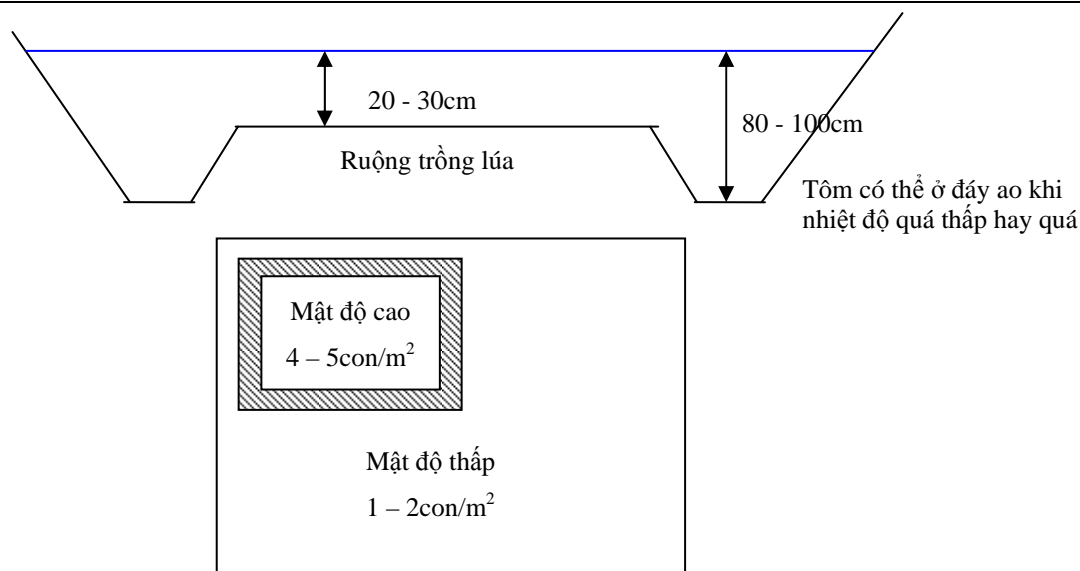 20 - 30cm
80 - 100cm
Ruộng trồng lúa
Tôm có thể ở đáy ao khi
nhiệt độ quá thấp hay quá
Mật độ cao
4 – 5con/m²
Mật độ thấp
1 – 2con/m²